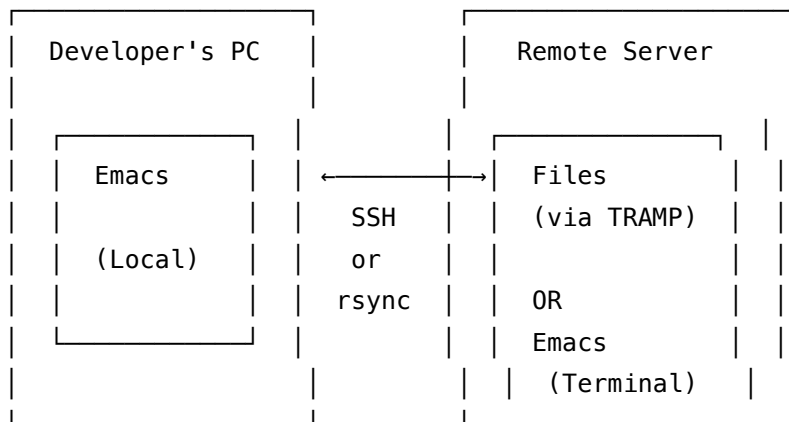 Developer's PC
Remote Server
Emacs
(Local)
SSH
or
rsync
Files
(via TRAMP)
OR
Emacs
(Terminal)